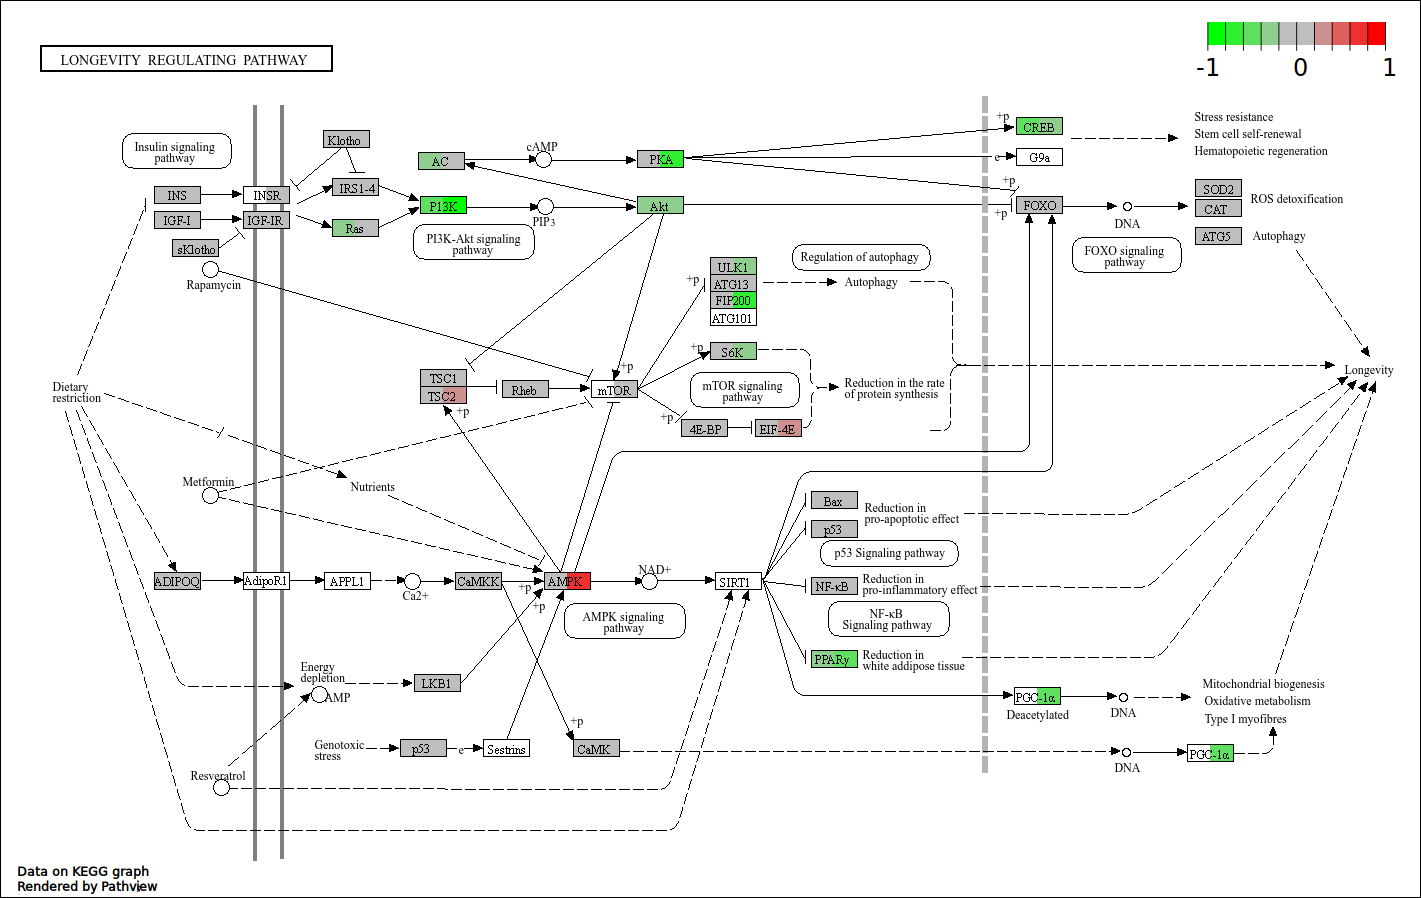 LONGEVITY REGULATING PATHWAY
-1
0
1
Insulin signaling
pathway
Klotho
INS
INSR
IRS1-4
IGF-I
IGF-IR
Ras
sKlotho
Rapamycin
AC
cAMP
PKA
P13K
PIP3
Akt
PI3K-Akt signaling
pathway
+p
CREB
e
G9a
+p
+p
FOXO
DNA
Stress resistance
Stem cell self-renewal
Hematopoietic regeneration
SOD2
CAT
ROS detoxification
ATG5
Autophagy
FOXO signaling
pathway
Regulation of autophagy
+p
ULK1
ATG13
FIP200
ATG101
Autophagy
+p
S6K
TSC1
TSC2
+p
Rheb
+p
mTOR
mTOR signaling
pathway
Reduction in the rate
of protein synthesis
+p
4E-BP
EIF-4E
Longevity
Dietary
restriction
Metformin
Nutrients
Bax
Reduction in
pro-apoptotic effect
p53
p53 Signaling pathway
ADIPOQ
AdipoR1
APPL1
Ca2+
CaMKK
+p
+p
AMPK
NAD+
SIRT1
NF-κB
Reduction in
pro-inflammatory effect
AMPK signaling
pathway
NF-κB
Signaling pathway
PPARγ
Reduction in
white addipose tissue
Energy
depletion
AMP
LKB1
PGC-1α
Deacetylated
DNA
Mitochondrial biogenesis
Oxidative metabolism
Type I myofibres
Genotoxic
stress
p53
e
Sestrins
+p
CaMK
DNA
PGC-1α
Resveratrol
Data on KEGG graph
Rendered by Pathview